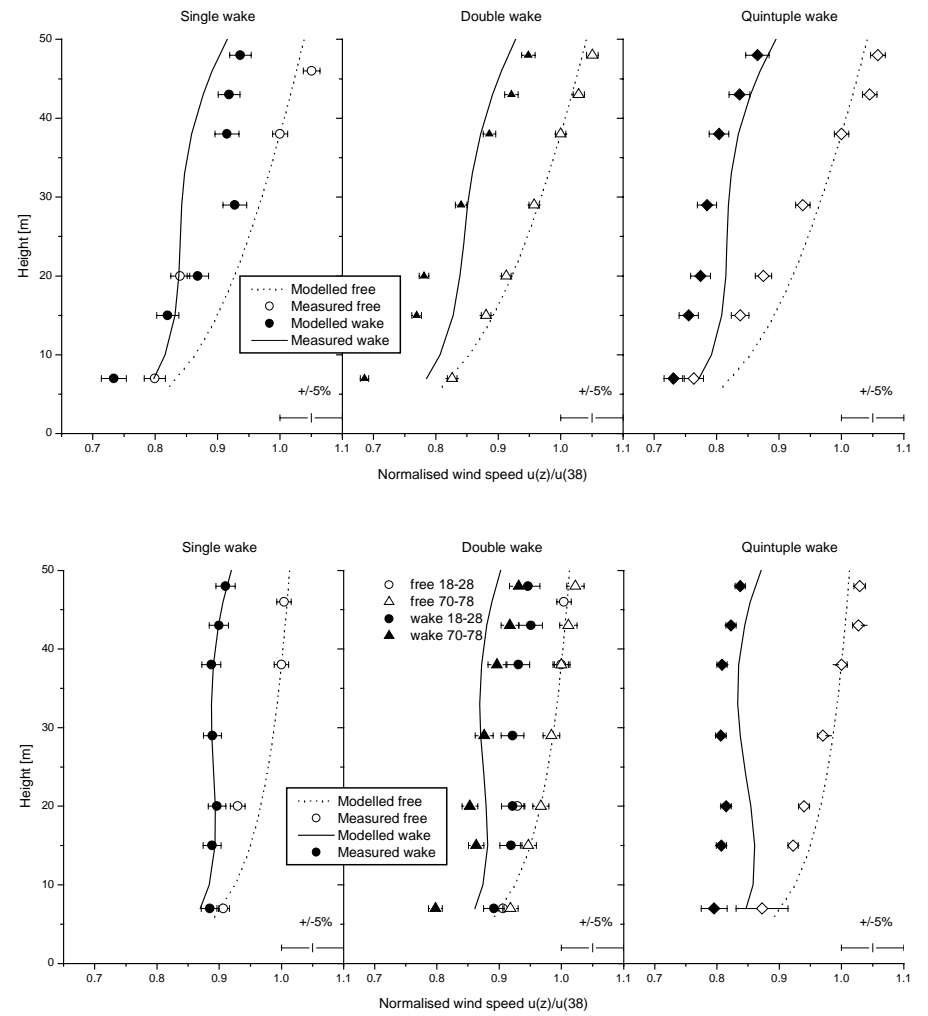 Single wake
Double wake
Quintuple wake
50
40
30
20
10
0
Height [m]
Modelled free
Measured free
Modelled wake
Measured wake
+/-5%
+/-5%
+/-5%
0.7 0.8 0.9 1.0 1.1 0.7 0.8 0.9 1.0 1.1 0.7 0.8 0.9 1.0 1.1
Normalised wind speed u(z)/u(38)
Single wake
Double wake
Quintuple wake
50
40
30
20
10
0
Height [m]
free 18-28
free 70-78
wake 18-28
wake 70-78
Modelled free
Measured free
Modelled wake
Measured wake
+/-5%
+/-5%
+/-5%
0.7 0.8 0.9 1.0 1.1 0.7 0.8 0.9 1.0 1.1 0.7 0.8 0.9 1.0 1.1
Normalised wind speed u(z)/u(38)